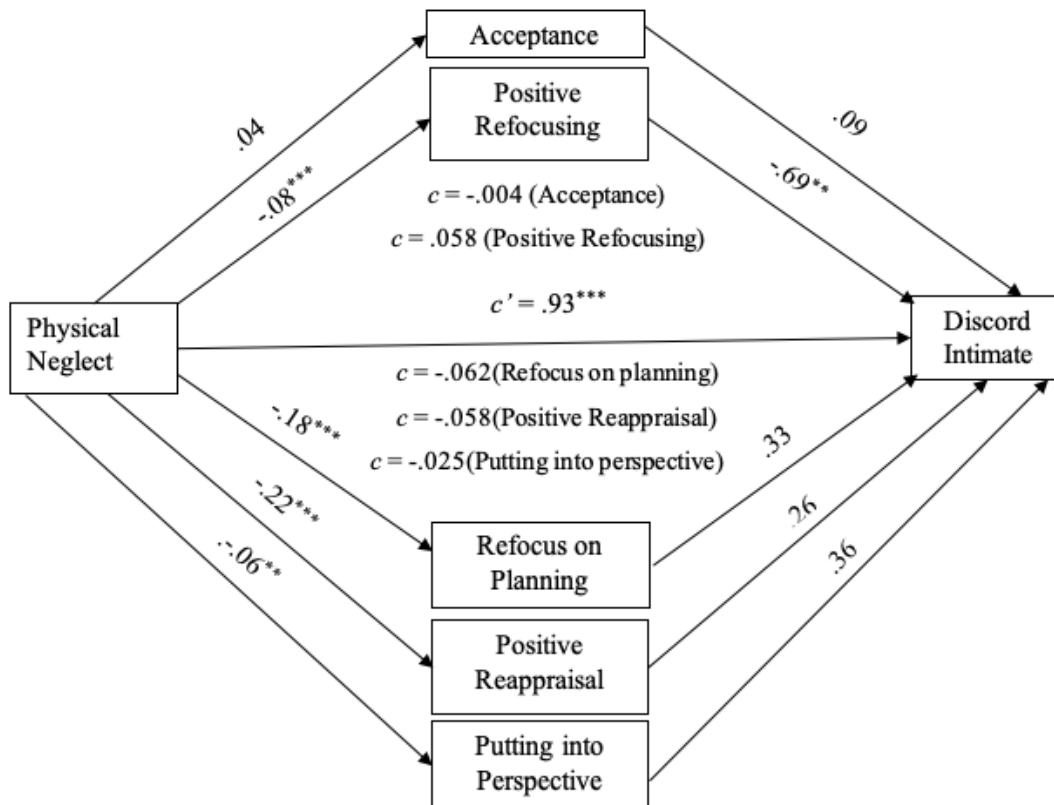 Acceptance
Positive
Refocusing
.04
-.08***
.09
-.69**
c = -.004 (Acceptance)
c = .058 (Positive Refocusing)
c' = .93***
Physical
Neglect
Discord
Intimate
c = -.062(Refocus on planning)
c = -.058(Positive Reappraisal)
c = -.025(Putting into perspective)
-.18***
-.22***
.-.06**
.33
.26
.36
Refocus on
Planning
Positive
Reappraisal
Putting into
Perspective